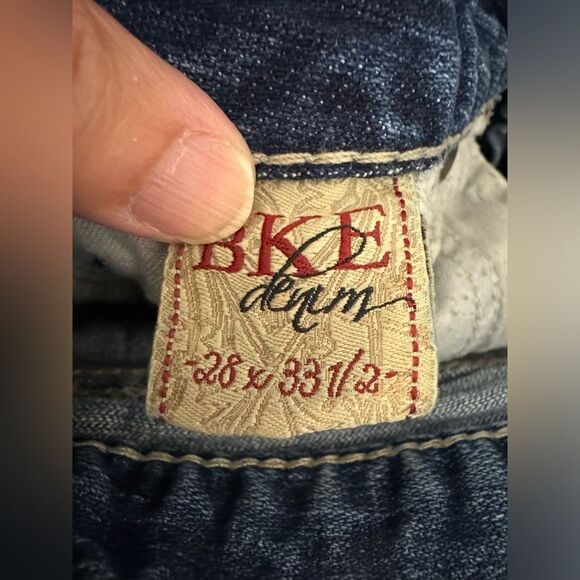 BKE
denim
-28 x 33 1/2-